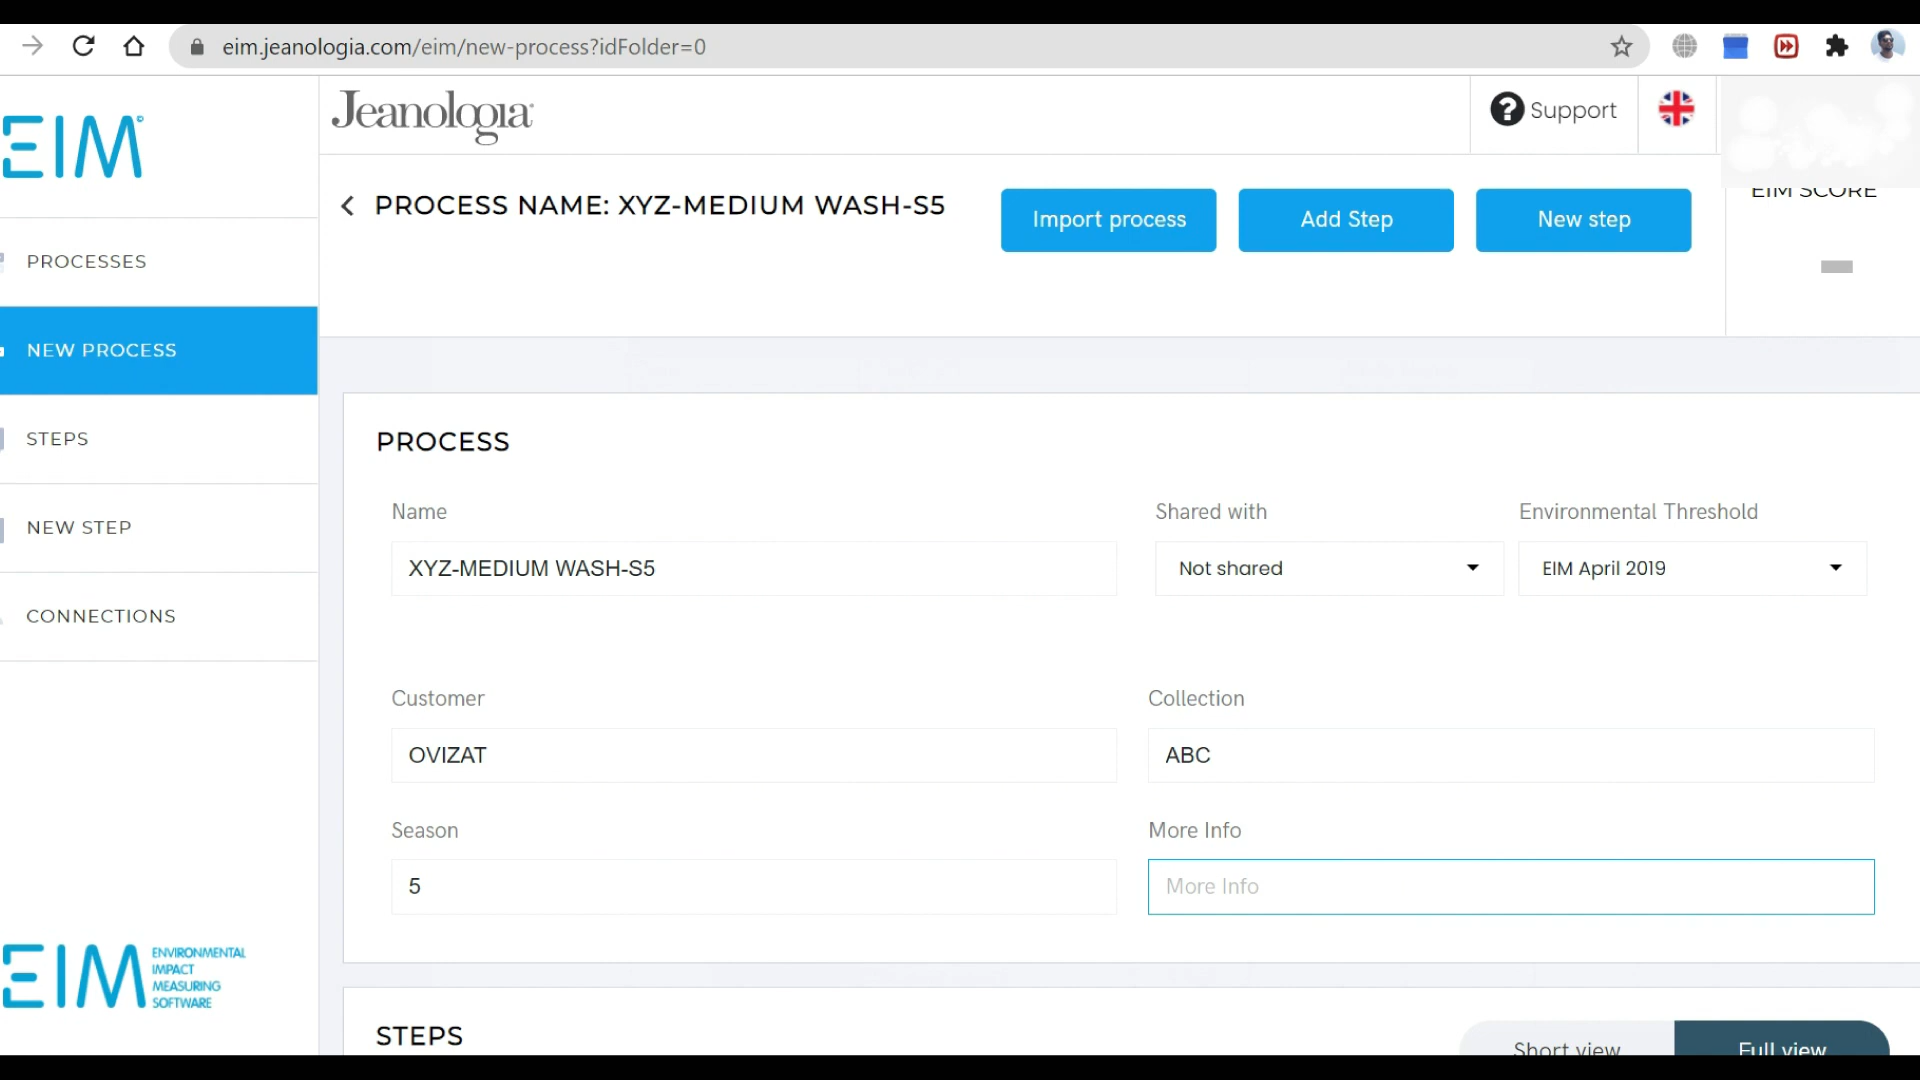 eim.jeanologia.com/eim/new-process?idFolder=0
EIM
Jeanologia
Support
PROCESS NAME: XYZ-MEDIUM WASH-S5
Import process
Add Step
New step
EIM SCORE
PROCESSES
NEW PROCESS
STEPS
NEW STEP
CONNECTIONS
PROCESS
Name
Shared with
Environmental Threshold
XYZ-MEDIUM WASH-S5
Not shared
EIM April 2019
Customer
Collection
OVIZAT
ABC
Season
More Info
5
More Info
EIM
ENVIRONMENTAL
IMPACT
MEASURING
SOFTWARE
STEPS
Short view
Full view